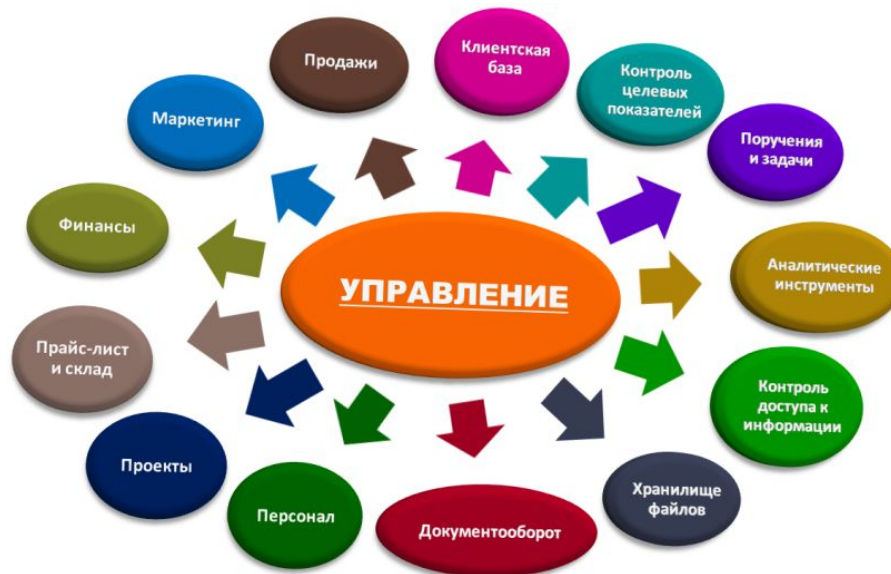 Продажи
Клиентская
база
Контроль
целевых
показателей
Маркетинг
Поручения
и задачи
Финансы
УПРАВЛЕНИЕ
Аналитические
инструменты
Прайс-лист
и склад
Контроль
доступа к
информации
Проекты
Персонал
Документооборот
Хранилище
файлов